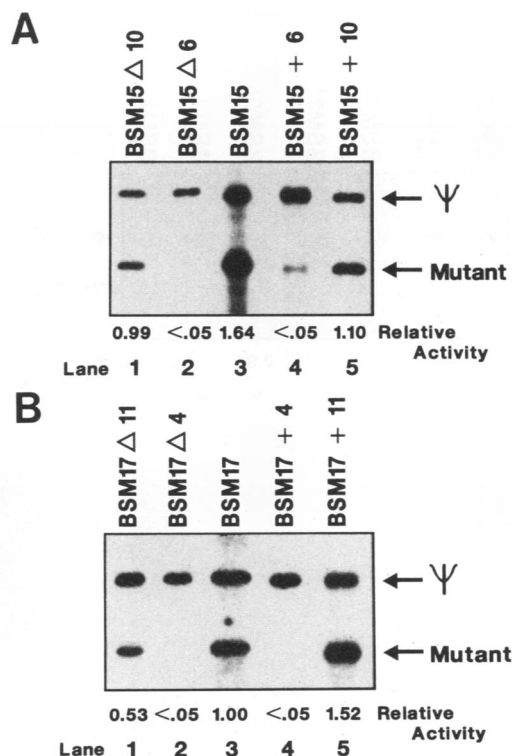 A
BSM15 △ 10
BSM15 △ 6
BSM15
BSM15 + 6
BSM15 + 10
Ψ
Mutant
0.99 <.05 1.64 <.05 1.10 Relative
Activity
Lane 1 2 3 4 5
B
BSM17 △ 11
BSM17 △ 4
BSM17
BSM17 + 4
BSM17 + 11
Ψ
Mutant
0.53 <.05 1.00 <.05 1.52 Relative
Activity
Lane 1 2 3 4 5